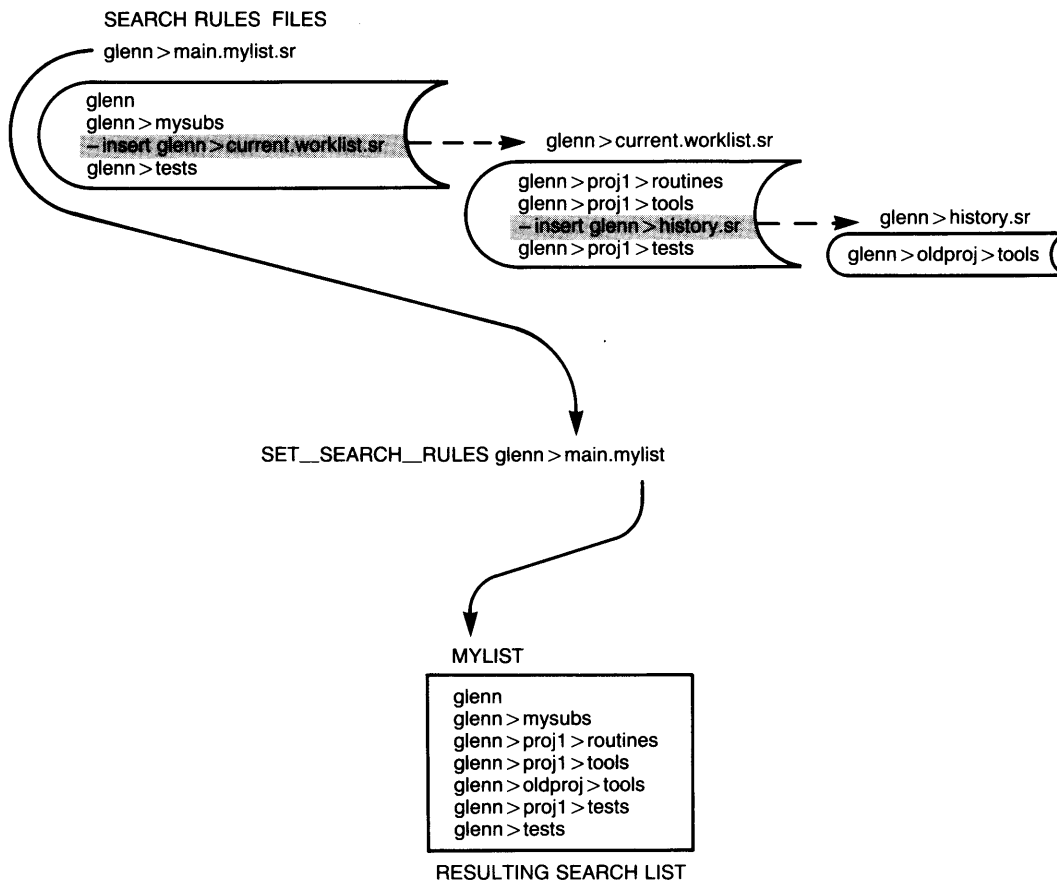 SEARCH RULES FILES
glenn>main.mylist.sr
glenn
glenn>mysubs
–insert glenn>current.worklist.sr
glenn>tests
glenn>current.worklist.sr
glenn>proj1>routines
glenn>proj1>tools
–insert glenn>history.sr
glenn>proj1>tests
glenn>history.sr
glenn>oldproj>tools
SET__SEARCH__RULES glenn>main.mylist
MYLIST
glenn
glenn>mysubs
glenn>proj1>routines
glenn>proj1>tools
glenn>oldproj>tools
glenn>proj1>tests
glenn>tests
RESULTING SEARCH LIST